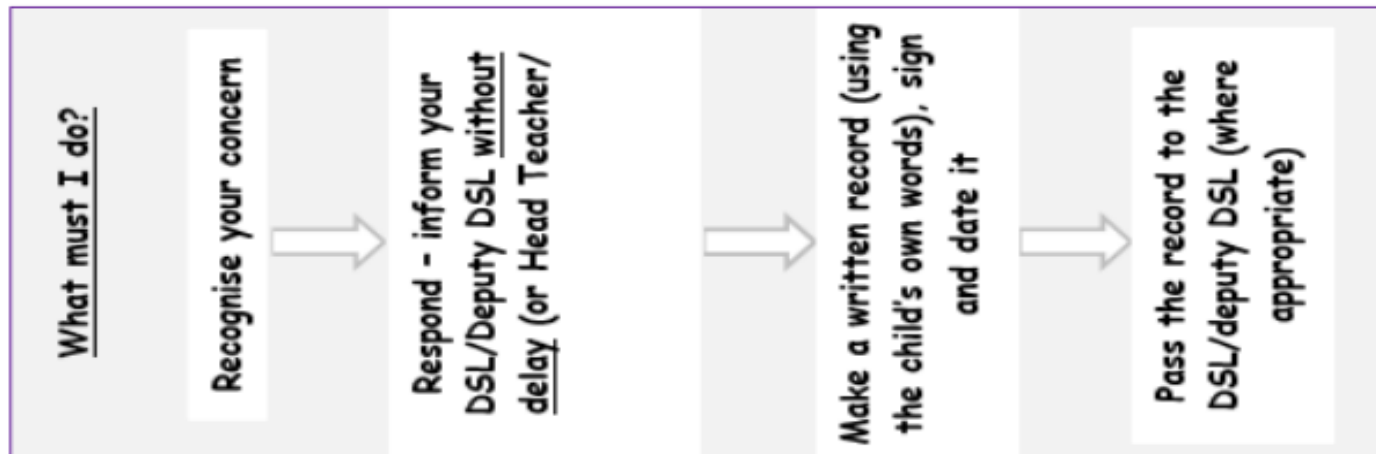 What must I do?
Recognise your concern
Respond - inform your
DSL/Deputy DSL without
delay (or Head Teacher/
Make a written record (using
the child's own words), sign
and date it
Pass the record to the
DSL/deputy DSL (where
appropriate)